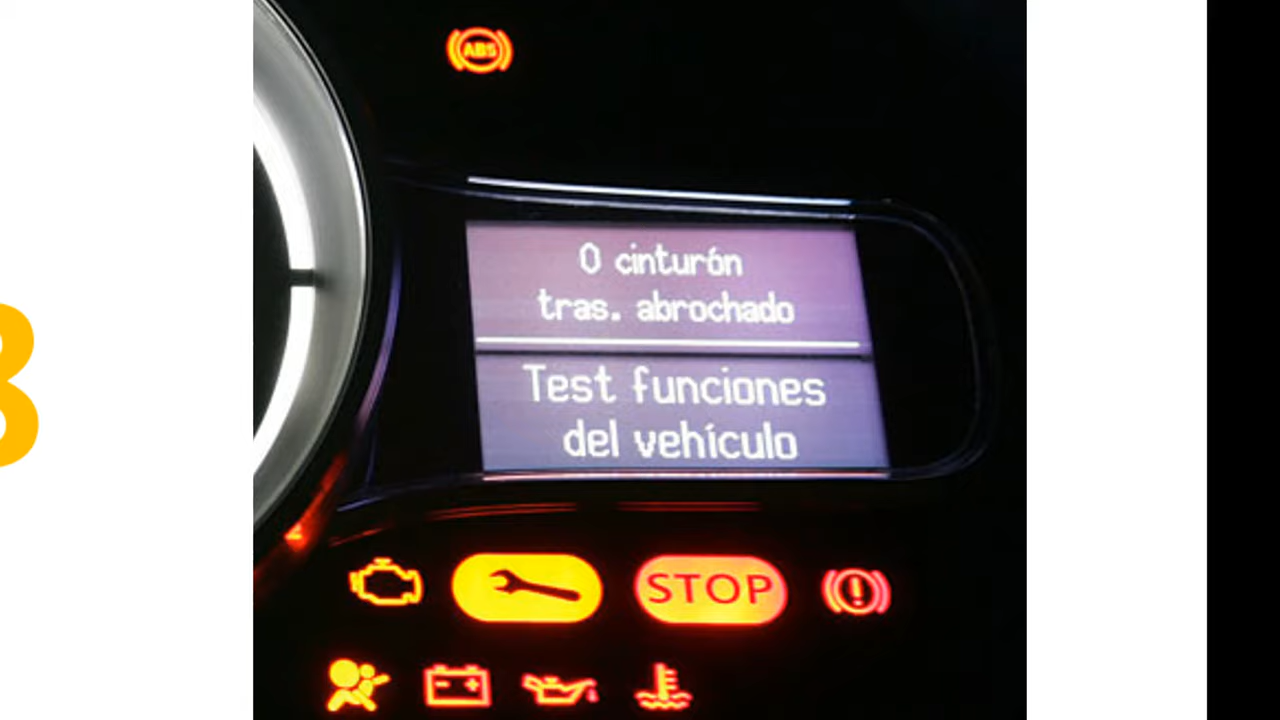 ABS
0 cinturón
tras. abrochado
Test funciones
del vehículo
STOP